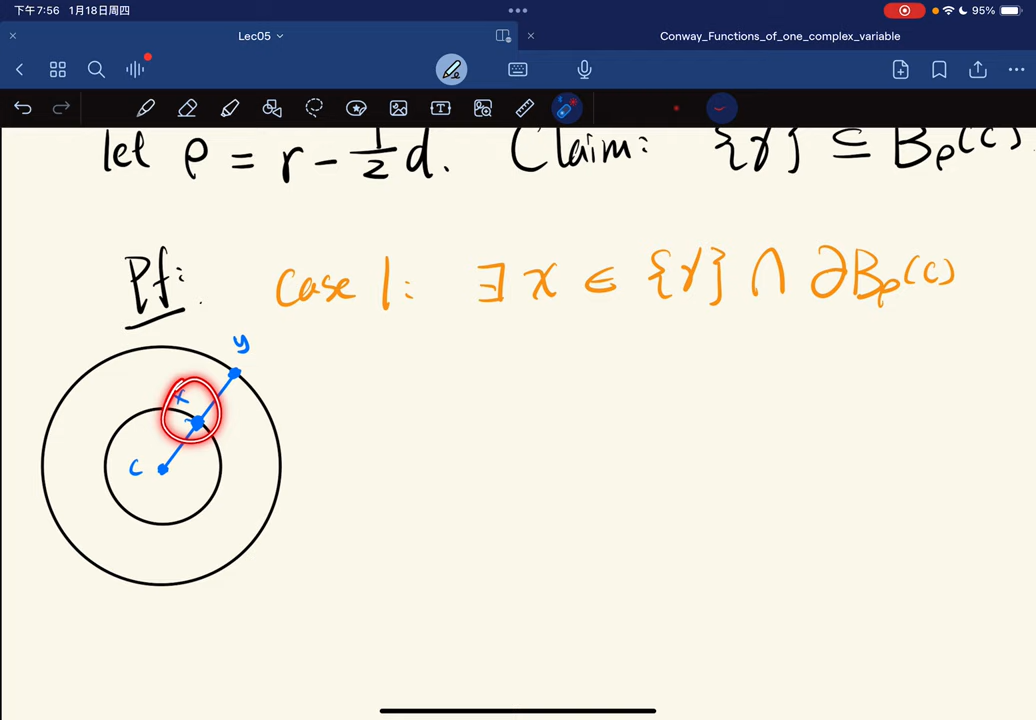 下午7:56 1月18日周四
95%
Lec05
Conway_Functions_of_one_complex_variable
let ρ = r - 1/2 d. Claim: {γ} ⊆ Bρ(c).
Pf:
Case 1: ∃ x ∈ {γ} ∩ ∂Bρ(c)
y
x
c